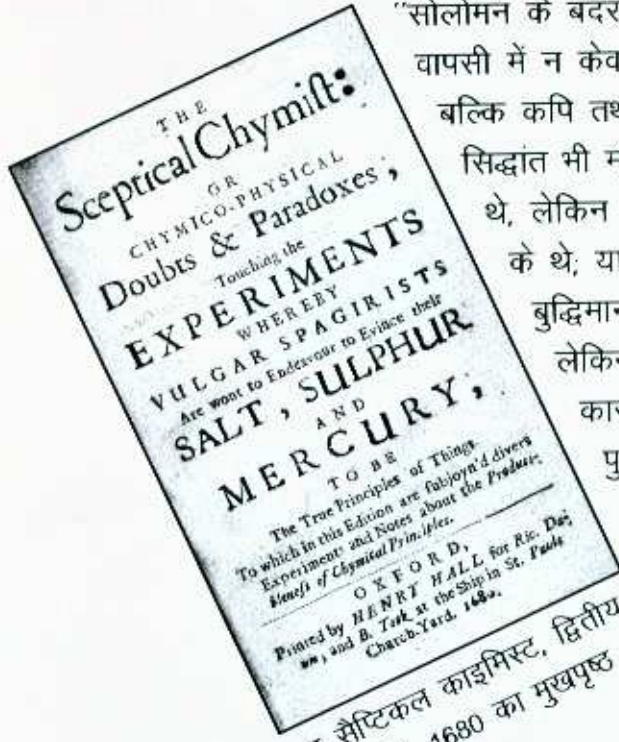 "सोलोमन के बदर
वापसी में न केव
बल्कि कपि तथ
सिद्धांत भी म
थे, लेकिन
के थे; या
बुद्धिमान
लेकिन
कार
पु
THE
Sceptical Chymiſt:
OR
CHYMICO-PHYSICAL
Doubts & Paradoxes;
Touching the
EXPERIMENTS
WHEREBY
VULGAR SPAGIRISTS
Are wont to Endeavour to Evince their
SALT, SULPHUR
AND
MERCURY;
TO BE
The True Principles of Things.
To which in this Edition are ſubjoyn'd divers
Experiments and Notes about the Produci-
bleneſs of Chymical Principles.
OXFORD,
Printed by HENRY HALL for Ric. Da-
vis, and B. Took at the Ship in St. Pauls
Church-Yard. 1680.
सैप्टिकल काइमिस्ट, द्वितीय
1680 का मुखपृष्ठ